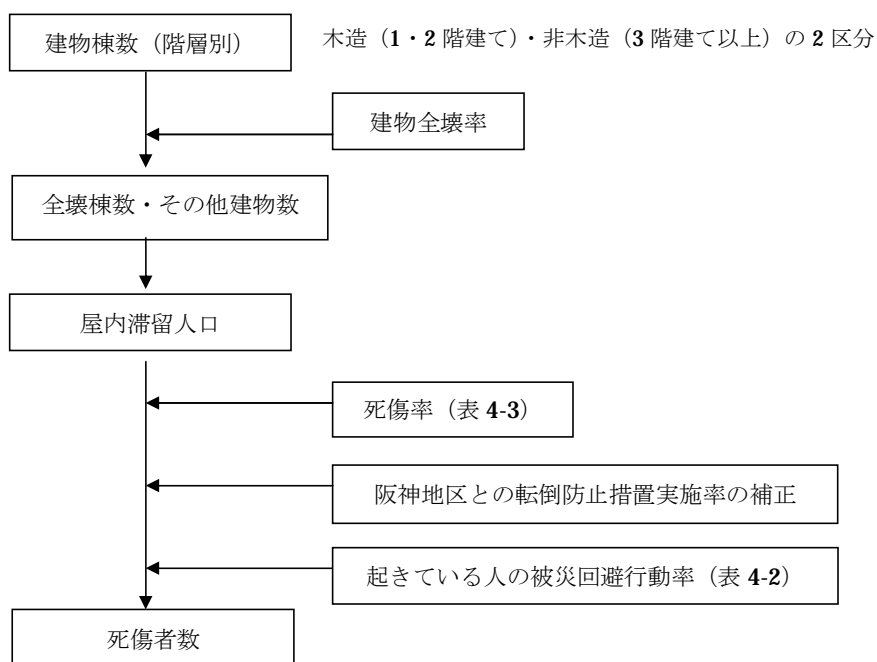 建物棟数（階層別）
木造（1・2 階建て）・非木造（3 階建て以上）の 2 区分
建物全壊率
全壊棟数・その他建物数
屋内滞留人口
死傷率（表 4-3）
阪神地区との転倒防止措置実施率の補正
起きている人の被災回避行動率（表 4-2）
死傷者数